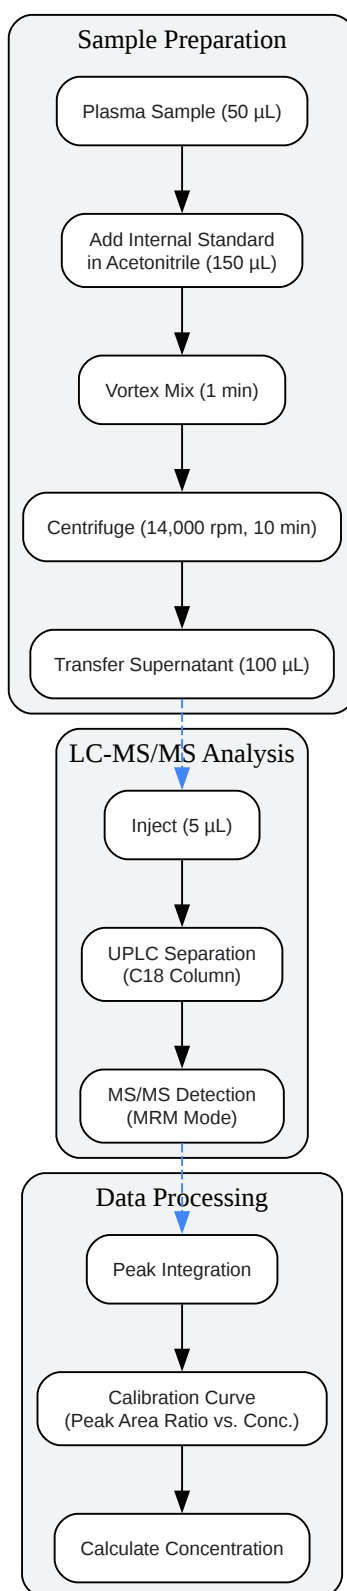 Sample Preparation
Plasma Sample (50 µL)
Add Internal Standard
in Acetonitrile (150 µL)
Vortex Mix (1 min)
Centrifuge (14,000 rpm, 10 min)
Transfer Supernatant (100 µL)
LC-MS/MS Analysis
Inject (5 µL)
UPLC Separation
(C18 Column)
MS/MS Detection
(MRM Mode)
Data Processing
Peak Integration
Calibration Curve
(Peak Area Ratio vs. Conc.)
Calculate Concentration